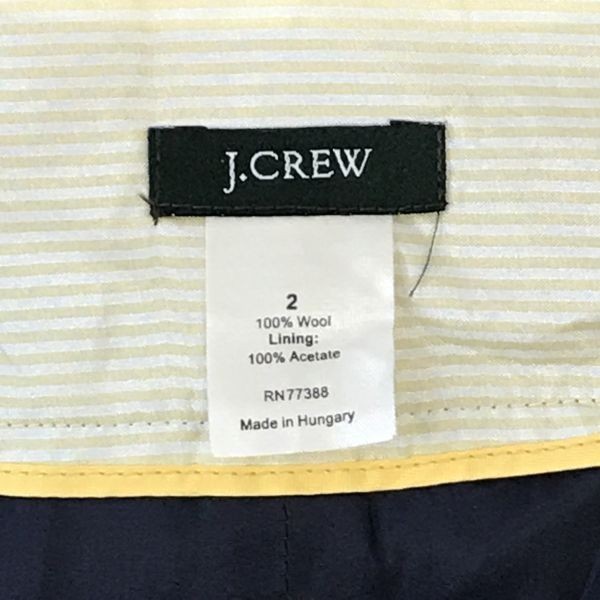 J.CREW
2
100% Wool
Lining:
100% Acetate
RN77388
Made in Hungary